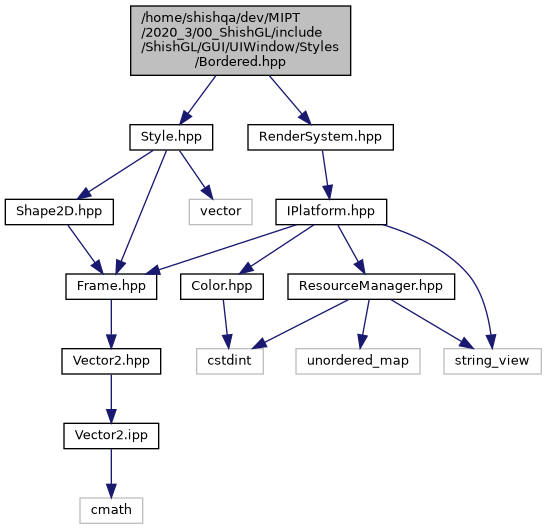 /home/shishqa/dev/MIPT
/2020_3/00_ShishGL/include
/ShishGL/GUI/UIWindow/Styles
/Bordered.hpp
Style.hpp
RenderSystem.hpp
Shape2D.hpp
vector
IPlatform.hpp
Frame.hpp
Color.hpp
ResourceManager.hpp
Vector2.hpp
cstdint
unordered_map
string_view
Vector2.ipp
cmath